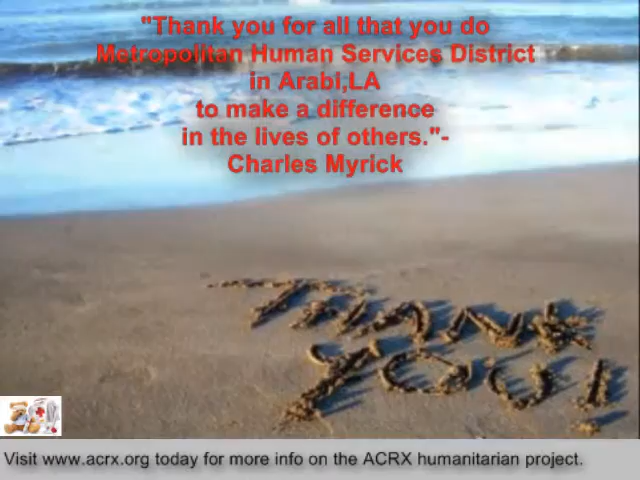 "Thank you for all that you do
Metropolitan Human Services District
in Arabi,LA
to make a difference
in the lives of others."-
Charles Myrick
THANK
YOU!
Visit www.acrx.org today for more info on the ACRX humanitarian project.